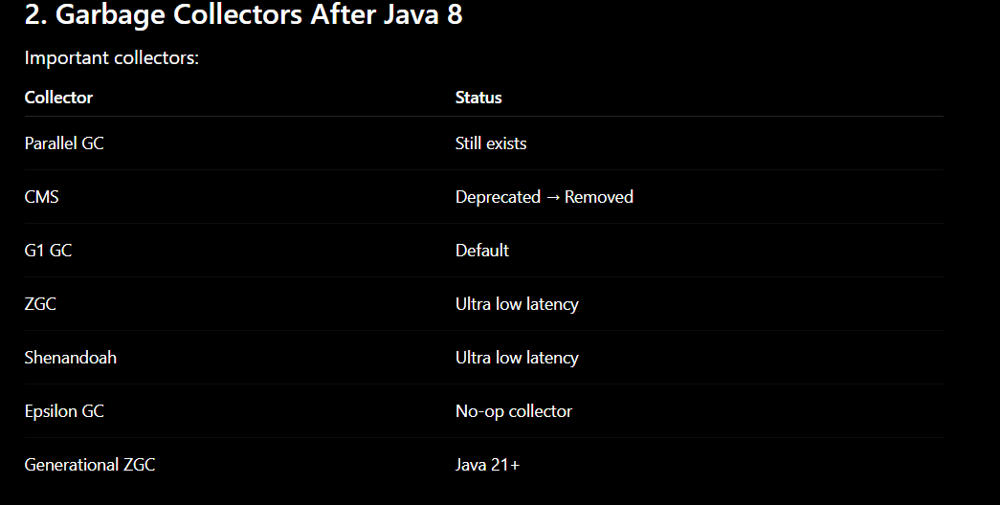 2. Garbage Collectors After Java 8
Important collectors:
Collector Status
Parallel GC Still exists
CMS Deprecated → Removed
G1 GC Default
ZGC Ultra low latency
Shenandoah Ultra low latency
Epsilon GC No-op collector
Generational ZGC Java 21+